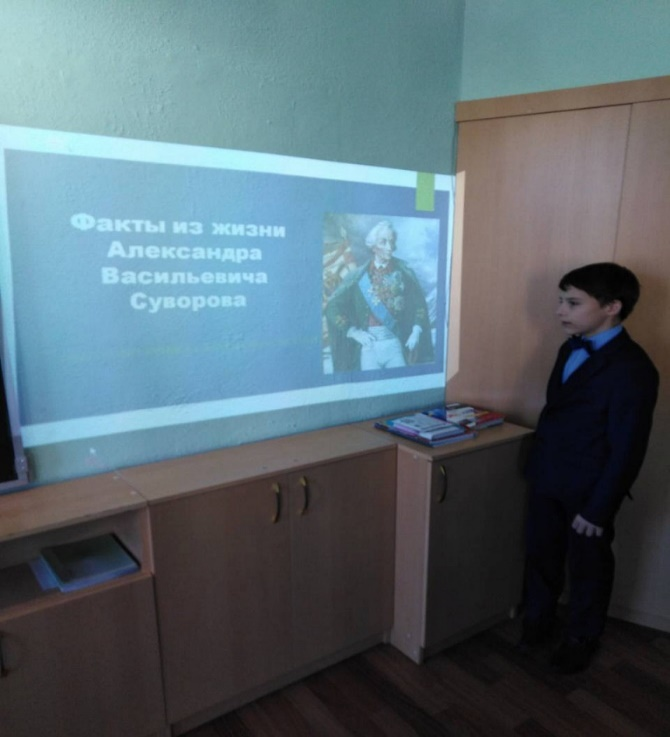 Факты из жизни
Александра
Васильевича
Суворова